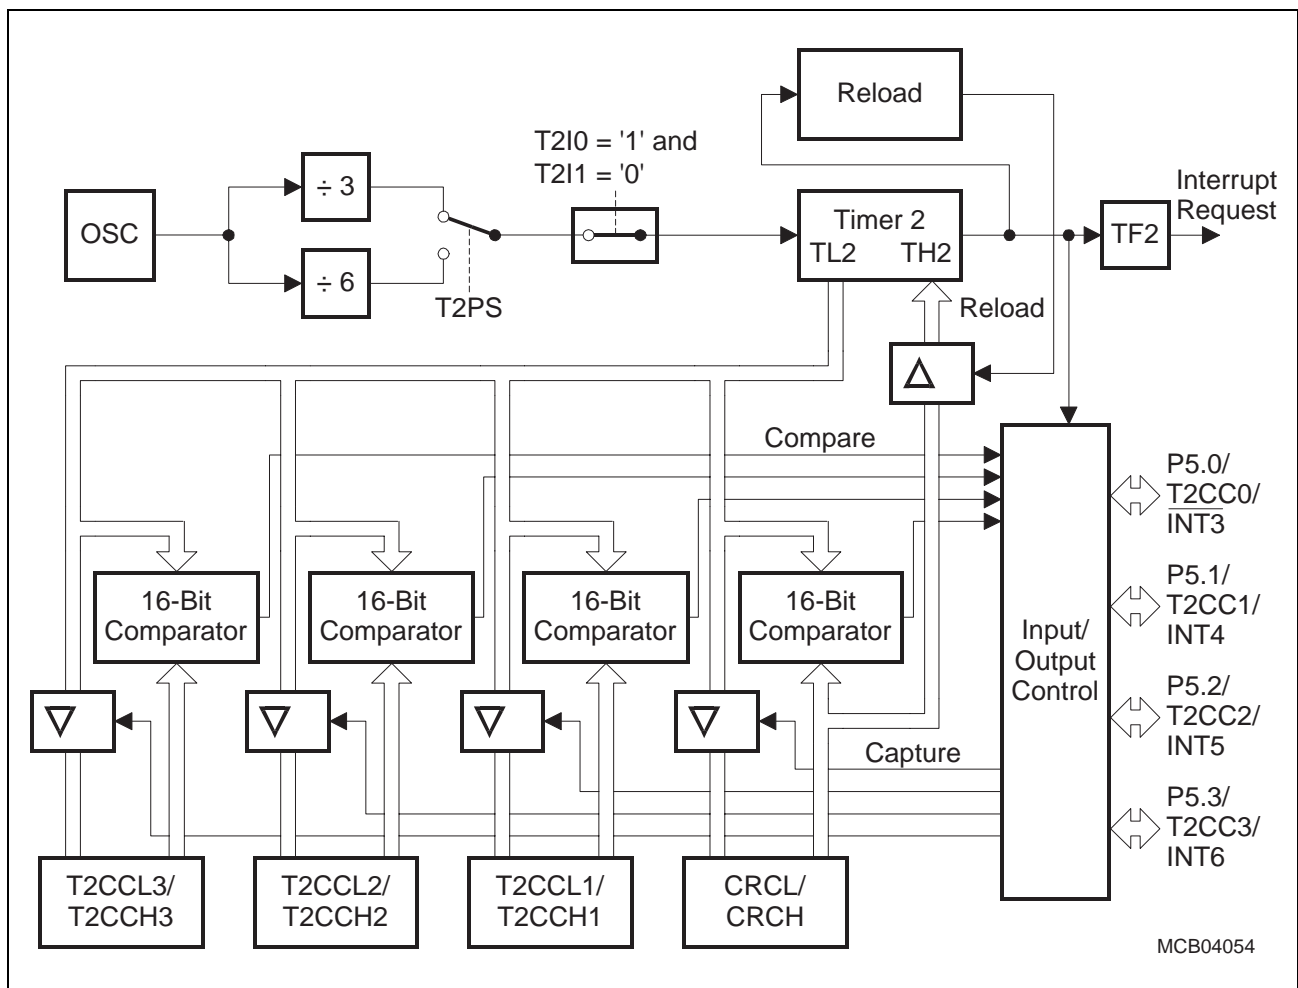 Reload
T2I0 = '1' and
T2I1 = '0'
Interrupt
Request
÷ 3
OSC
Timer 2
TL2 TH2
TF2
÷ 6
T2PS
Reload
Compare
P5.0/
T2CC0/
INT3
16-Bit
Comparator
16-Bit
Comparator
16-Bit
Comparator
16-Bit
Comparator
Input/
Output
Control
P5.1/
T2CC1/
INT4
P5.2/
T2CC2/
INT5
Capture
P5.3/
T2CC3/
INT6
T2CCL3/
T2CCH3
T2CCL2/
T2CCH2
T2CCL1/
T2CCH1
CRCL/
CRCH
MCB04054